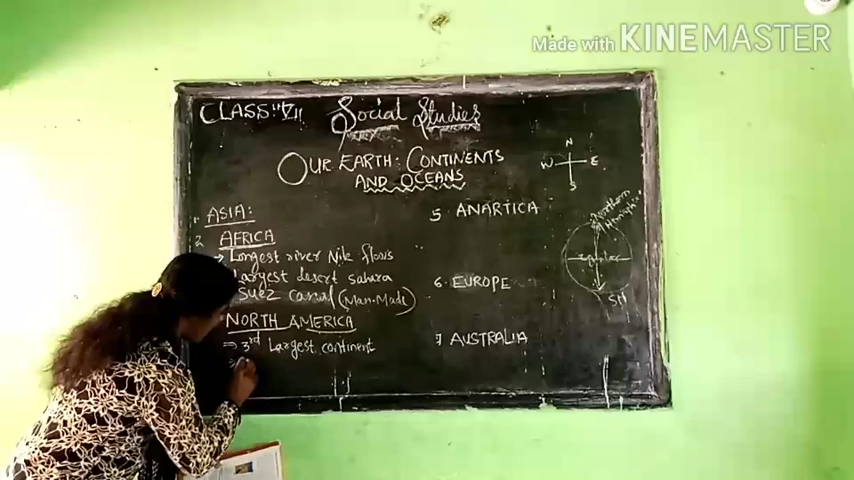 Made with KINEMASTER
CLASS: "VII
Social Studies
OUR EARTH: CONTINENTS
AND OCEANS
N
W E
S
1. ASIA:
2 AFRICA
→ Longest river Nile flows
Largest desert sahara
Suez canal (Man-Made)
NORTH AMERICA
⇒ 3rd Largest continent
5. ANARTICA
6. EUROPE
7 AUSTRALIA
Northern
Hemisphere
SH